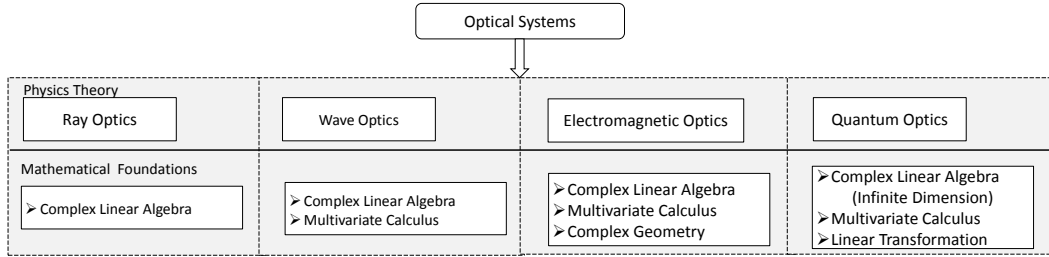 Optical Systems
Physics Theory
Ray Optics
Wave Optics
Electromagnetic Optics
Quantum Optics
Mathematical Foundations
➢ Complex Linear Algebra
➢ Complex Linear Algebra
➢ Multivariate Calculus
➢ Complex Linear Algebra
➢ Multivariate Calculus
➢ Complex Geometry
➢ Complex Linear Algebra
(Infinite Dimension)
➢ Multivariate Calculus
➢ Linear Transformation